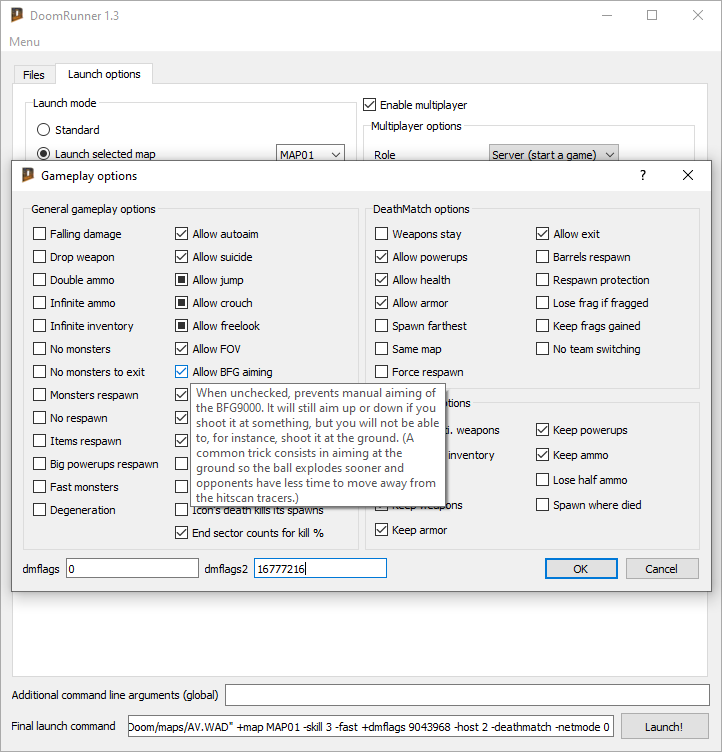 DoomRunner 1.3
Menu
Files
Launch options
Launch mode
Standard
Launch selected map
MAP01
Enable multiplayer
Multiplayer options
Role
Server (start a game)
Gameplay options
?
General gameplay options
Falling damage
Drop weapon
Double ammo
Infinite ammo
Infinite inventory
No monsters
No monsters to exit
Monsters respawn
No respawn
Items respawn
Big powerups respawn
Fast monsters
Degeneration
Allow autoaim
Allow suicide
Allow jump
Allow crouch
Allow freelook
Allow FOV
Allow BFG aiming
When unchecked, prevents manual aiming of
the BFG9000. It will still aim up or down if you
shoot it at something, but you will not be able
to, for instance, shoot it at the ground. (A
common trick consists in aiming at the
ground so the ball explodes sooner and
opponents have less time to move away from
the hitscan tracers.)
Icon's death kills its spawns
End sector counts for kill %
DeathMatch options
Weapons stay
Allow powerups
Allow health
Allow armor
Spawn farthest
Same map
Force respawn
Allow exit
Barrels respawn
Respawn protection
Lose frag if fragged
Keep frags gained
No team switching
weapons
inventory
Keep weapons
Keep armor
Keep powerups
Keep ammo
Lose half ammo
Spawn where died
dmflags
0
dmflags2
16777216
OK
Cancel
Additional command line arguments (global)
Final launch command
Doom/maps/AV.WAD" +map MAP01 -skill 3 -fast +dmflags 9043968 -host 2 -deathmatch -netmode 0
Launch!